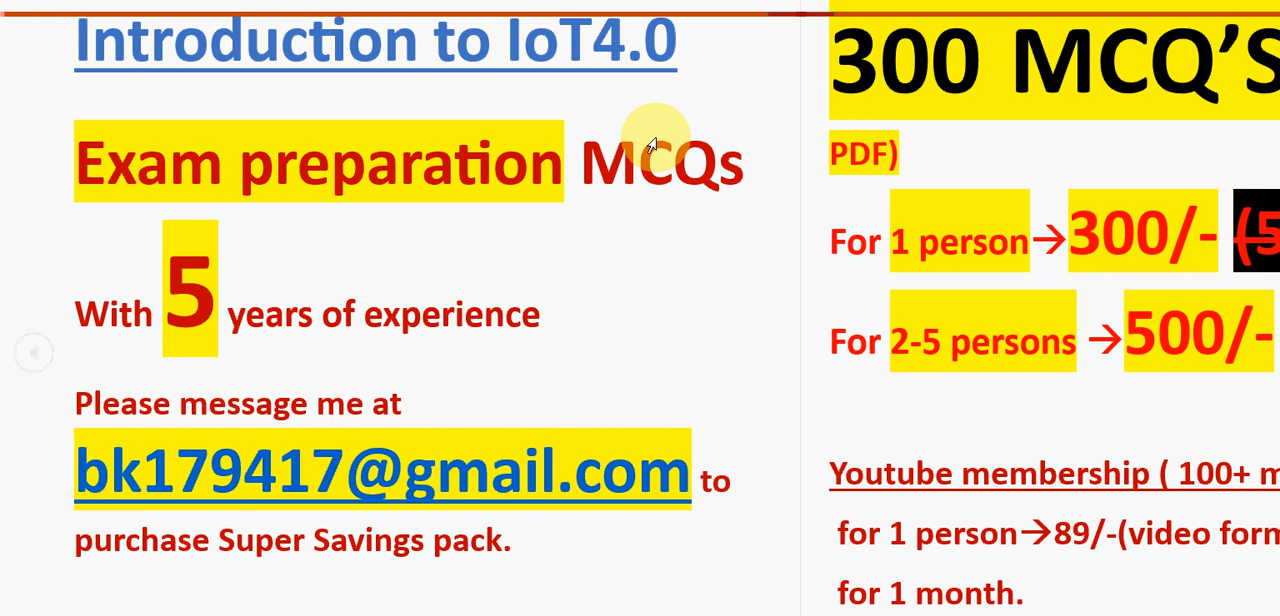 Introduction to IoT4.0
Exam preparation MCQs
With 5 years of experience
Please message me at
bk179417@gmail.com to
purchase Super Savings pack.
300 MCQ’S
PDF)
For 1 person→300/- (5
For 2-5 persons →500/-
Youtube membership ( 100+
for 1 person→89/-(video
for 1 month.